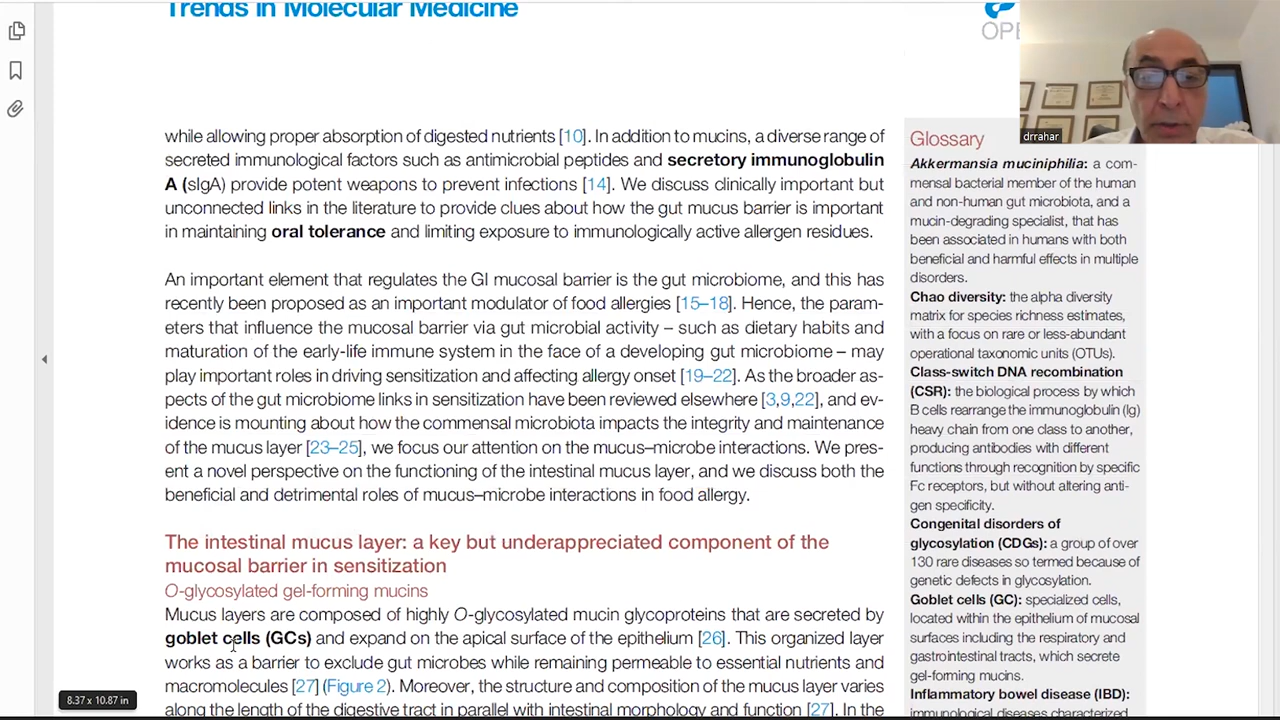 Trends in Molecular Medicine
OPE
drrahar
while allowing proper absorption of digested nutrients [10]. In addition to mucins, a diverse range of
secreted immunological factors such as antimicrobial peptides and secretory immunoglobulin
A (sIgA) provide potent weapons to prevent infections [14]. We discuss clinically important but
unconnected links in the literature to provide clues about how the gut mucus barrier is important
in maintaining oral tolerance and limiting exposure to immunologically active allergen residues.
An important element that regulates the GI mucosal barrier is the gut microbiome, and this has
recently been proposed as an important modulator of food allergies [15–18]. Hence, the param-
eters that influence the mucosal barrier via gut microbial activity – such as dietary habits and
maturation of the early-life immune system in the face of a developing gut microbiome – may
play important roles in driving sensitization and affecting allergy onset [19–22]. As the broader as-
pects of the gut microbiome links in sensitization have been reviewed elsewhere [3,9,22], and ev-
idence is mounting about how the commensal microbiota impacts the integrity and maintenance
of the mucus layer [23–25], we focus our attention on the mucus–microbe interactions. We pres-
ent a novel perspective on the functioning of the intestinal mucus layer, and we discuss both the
beneficial and detrimental roles of mucus–microbe interactions in food allergy.
The intestinal mucus layer: a key but underappreciated component of the
mucosal barrier in sensitization
O-glycosylated gel-forming mucins
Mucus layers are composed of highly O-glycosylated mucin glycoproteins that are secreted by
goblet cells (GCs) and expand on the apical surface of the epithelium [26]. This organized layer
works as a barrier to exclude gut microbes while remaining permeable to essential nutrients and
macromolecules [27] (Figure 2). Moreover, the structure and composition of the mucus layer varies
along the length of the digestive tract in parallel with intestinal morphology and function [27]. In the
Glossary
Akkermansia muciniphilia: a com-
mensal bacterial member of the human
and non-human gut microbiota, and a
mucin-degrading specialist, that has
been associated in humans with both
beneficial and harmful effects in multiple
disorders.
Chao diversity: the alpha diversity
matrix for species richness estimates,
with a focus on rare or less-abundant
operational taxonomic units (OTUs).
Class-switch DNA recombination
(CSR): the biological process by which
B cells rearrange the immunoglobulin (Ig)
heavy chain from one class to another,
producing antibodies with different
functions through recognition by specific
Fc receptors, but without altering anti-
gen specificity.
Congenital disorders of
glycosylation (CDGs): a group of over
130 rare diseases so termed because of
genetic defects in glycosylation.
Goblet cells (GC): specialized cells,
located within the epithelium of mucosal
surfaces including the respiratory and
gastrointestinal tracts, which secrete
gel-forming mucins.
Inflammatory bowel disease (IBD):
immunological diseases characterized
8.37 x 10.87 in